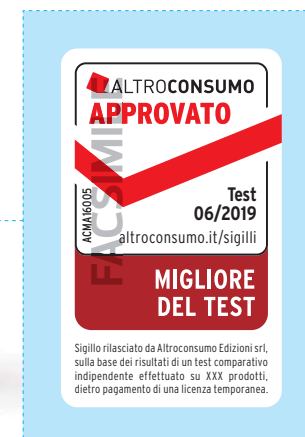 ALTROCONSUMO
APPROVATO
FACSIMILE
ACMA16005
Test
06/2019
altroconsumo.it/sigilli
MIGLIORE
DEL TEST
Sigillo rilasciato da Altroconsumo Edizioni srl,
sulla base dei risultati di un test comparativo
indipendente effettuato su XXX prodotti,
dietro pagamento di una licenza temporanea.